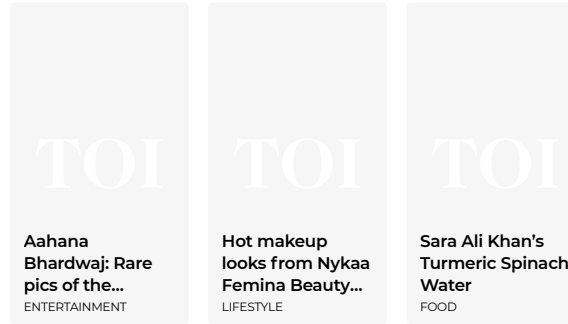 TOI
Aahana
Bhardwaj: Rare
pics of the...
ENTERTAINMENT
TOI
Hot makeup
looks from Nykaa
Femina Beauty...
LIFESTYLE
TOI
Sara Ali Khan’s
Turmeric Spinach
Water
FOOD